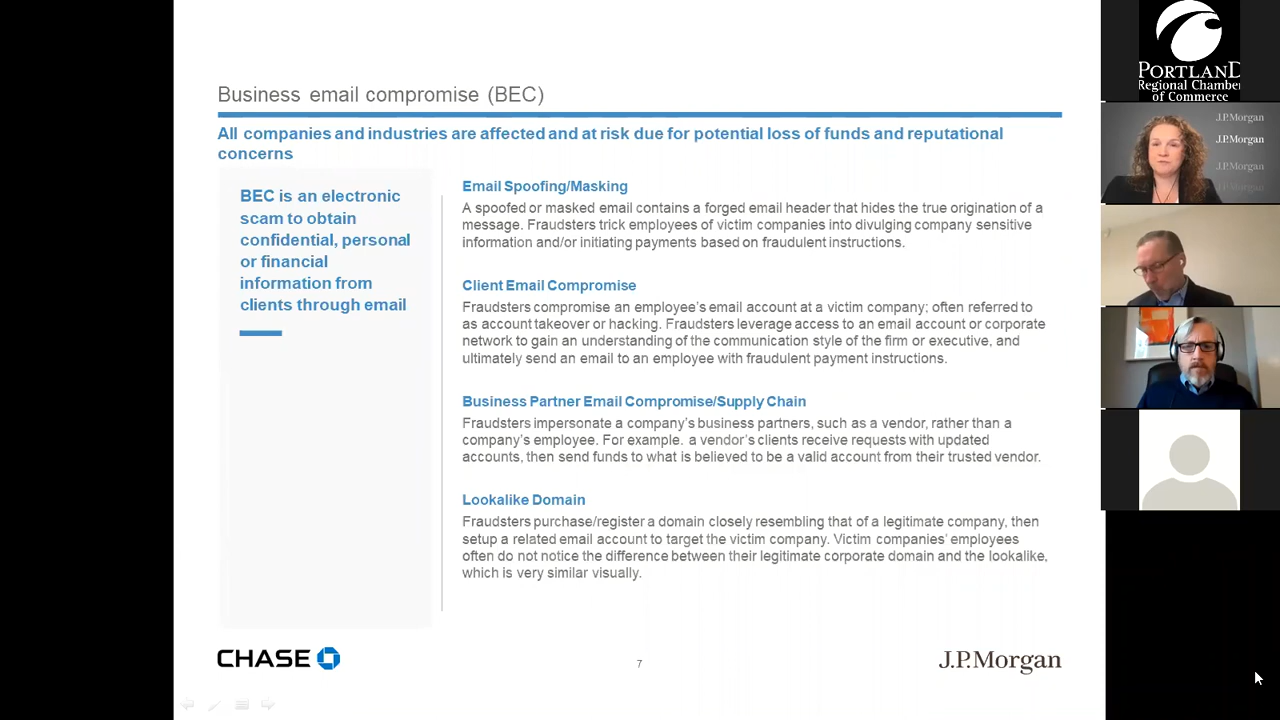 Business email compromise (BEC)
All companies and industries are affected and at risk due for potential loss of funds and reputational
concerns
BEC is an electronic
scam to obtain
confidential, personal
or financial
information from
clients through email
Email Spoofing/Masking
A spoofed or masked email contains a forged email header that hides the true origination of a
message. Fraudsters trick employees of victim companies into divulging company sensitive
information and/or initiating payments based on fraudulent instructions.
Client Email Compromise
Fraudsters compromise an employee's email account at a victim company; often referred to
as account takeover or hacking. Fraudsters leverage access to an email account or corporate
network to gain an understanding of the communication style of the firm or executive, and
ultimately send an email to an employee with fraudulent payment instructions.
Business Partner Email Compromise/Supply Chain
Fraudsters impersonate a company's business partners, such as a vendor, rather than a
company's employee. For example. a vendor's clients receive requests with updated
accounts, then send funds to what is believed to be a valid account from their trusted vendor.
Lookalike Domain
Fraudsters purchase/register a domain closely resembling that of a legitimate company, then
setup a related email account to target the victim company. Victim companies' employees
often do not notice the difference between their legitimate corporate domain and the lookalike,
which is very similar visually.
CHASE
7
J.P.Morgan
PORTLAND
Regional Chamber
of Commerce
J.P.Morgan
J.P.Morgan
J.P.Morgan
J.P.Morgan